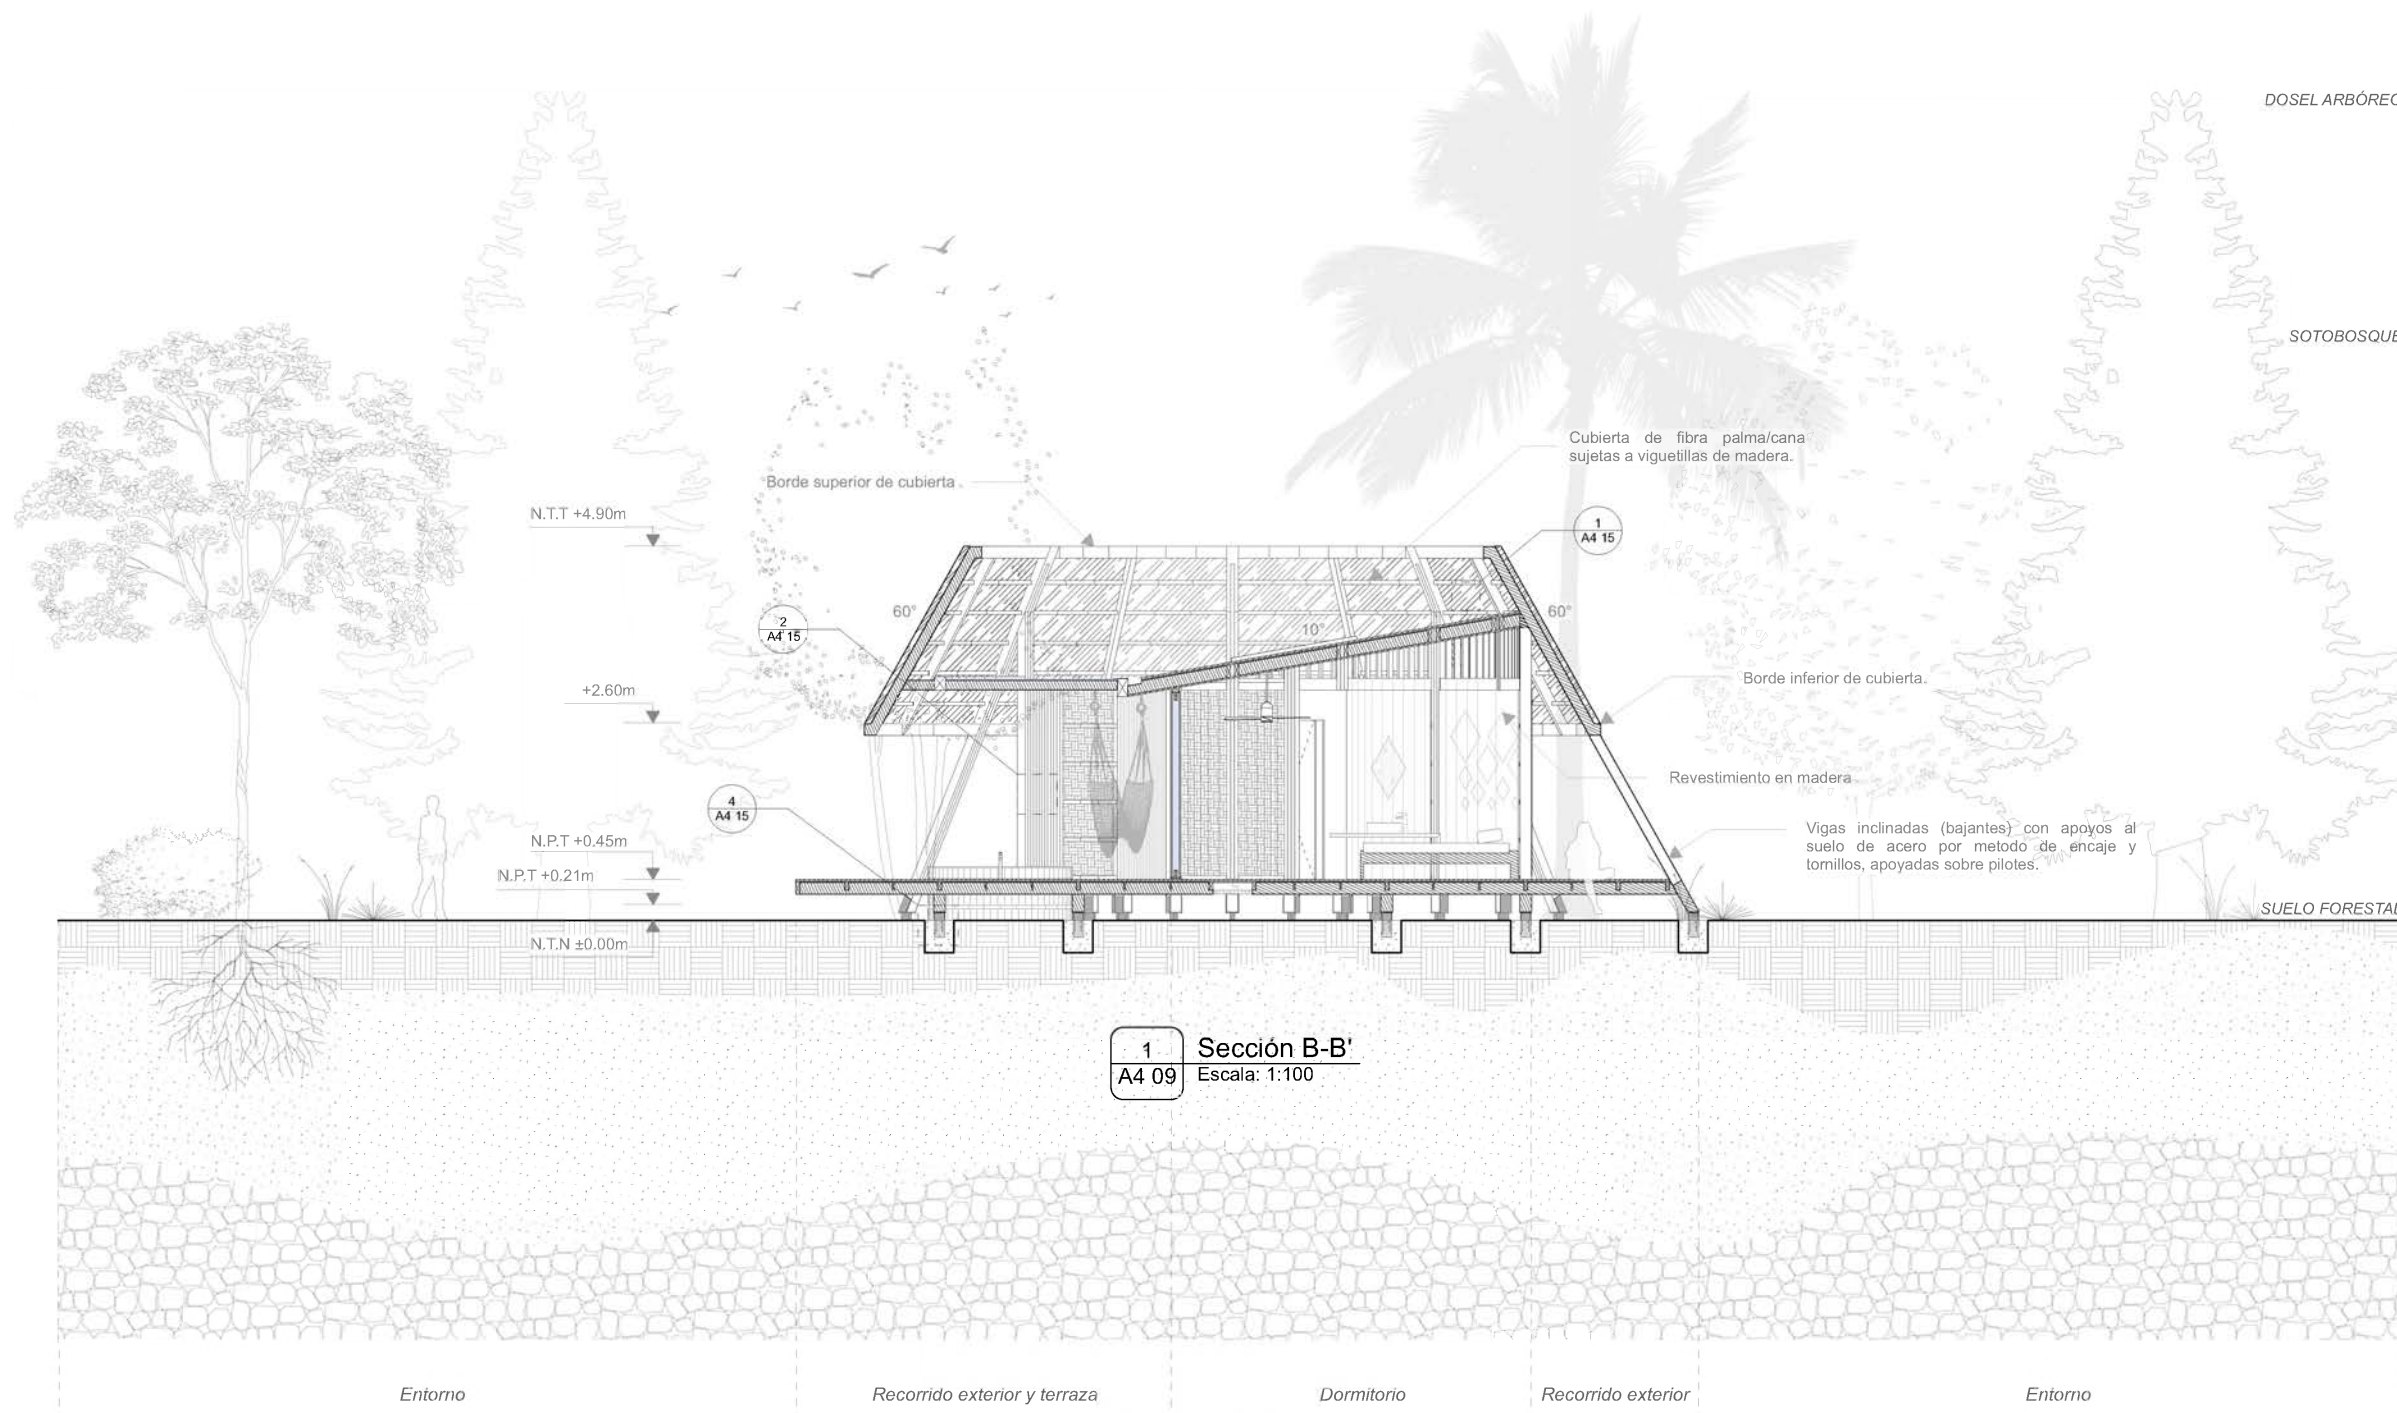 DOSEL ARBÓREO
SOTOBOSQUE
Cubierta de fibra palma/cana
sujetas a viguetillas de madera.
Borde superior de cubierta .
N.T.T +4.90m
1
A4 15
60°
60°
2
A4 15
10°
+2.60m
Borde inferior de cubierta.
Revestimiento en madera
4
A4 15
Vigas inclinadas (bajantes) con apoyos al
suelo de acero por metodo de encaje y
tornillos, apoyadas sobre pilotes.
N.P.T +0.45m
N.P.T +0.21m
SUELO FORESTAL
N.T.N ±0.00m
1
A4 09
Sección B-B'
Escala: 1:100
Entorno
Recorrido exterior y terraza
Dormitorio
Recorrido exterior
Entorno